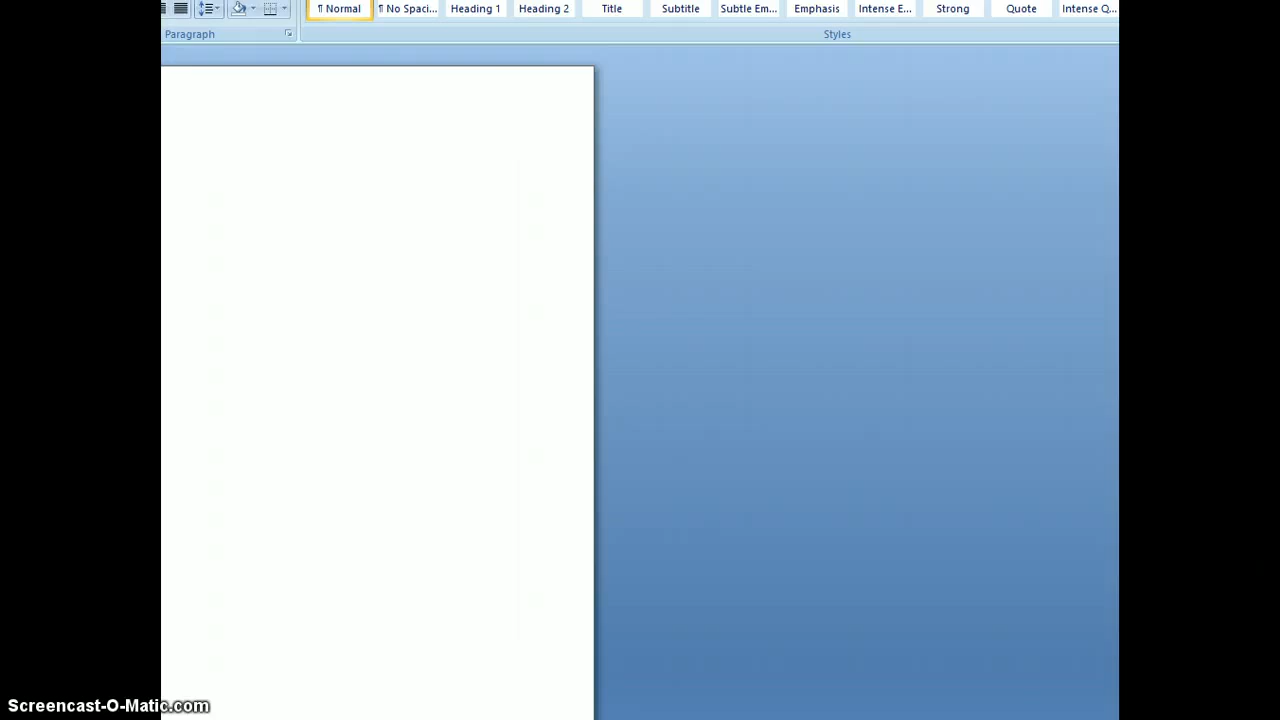 ¶ Normal ¶ No Spaci... Heading 1 Heading 2 Title Subtitle Subtle Em... Emphasis Intense E... Strong Quote Intense Q...
Paragraph Styles
Screencast-O-Matic.com